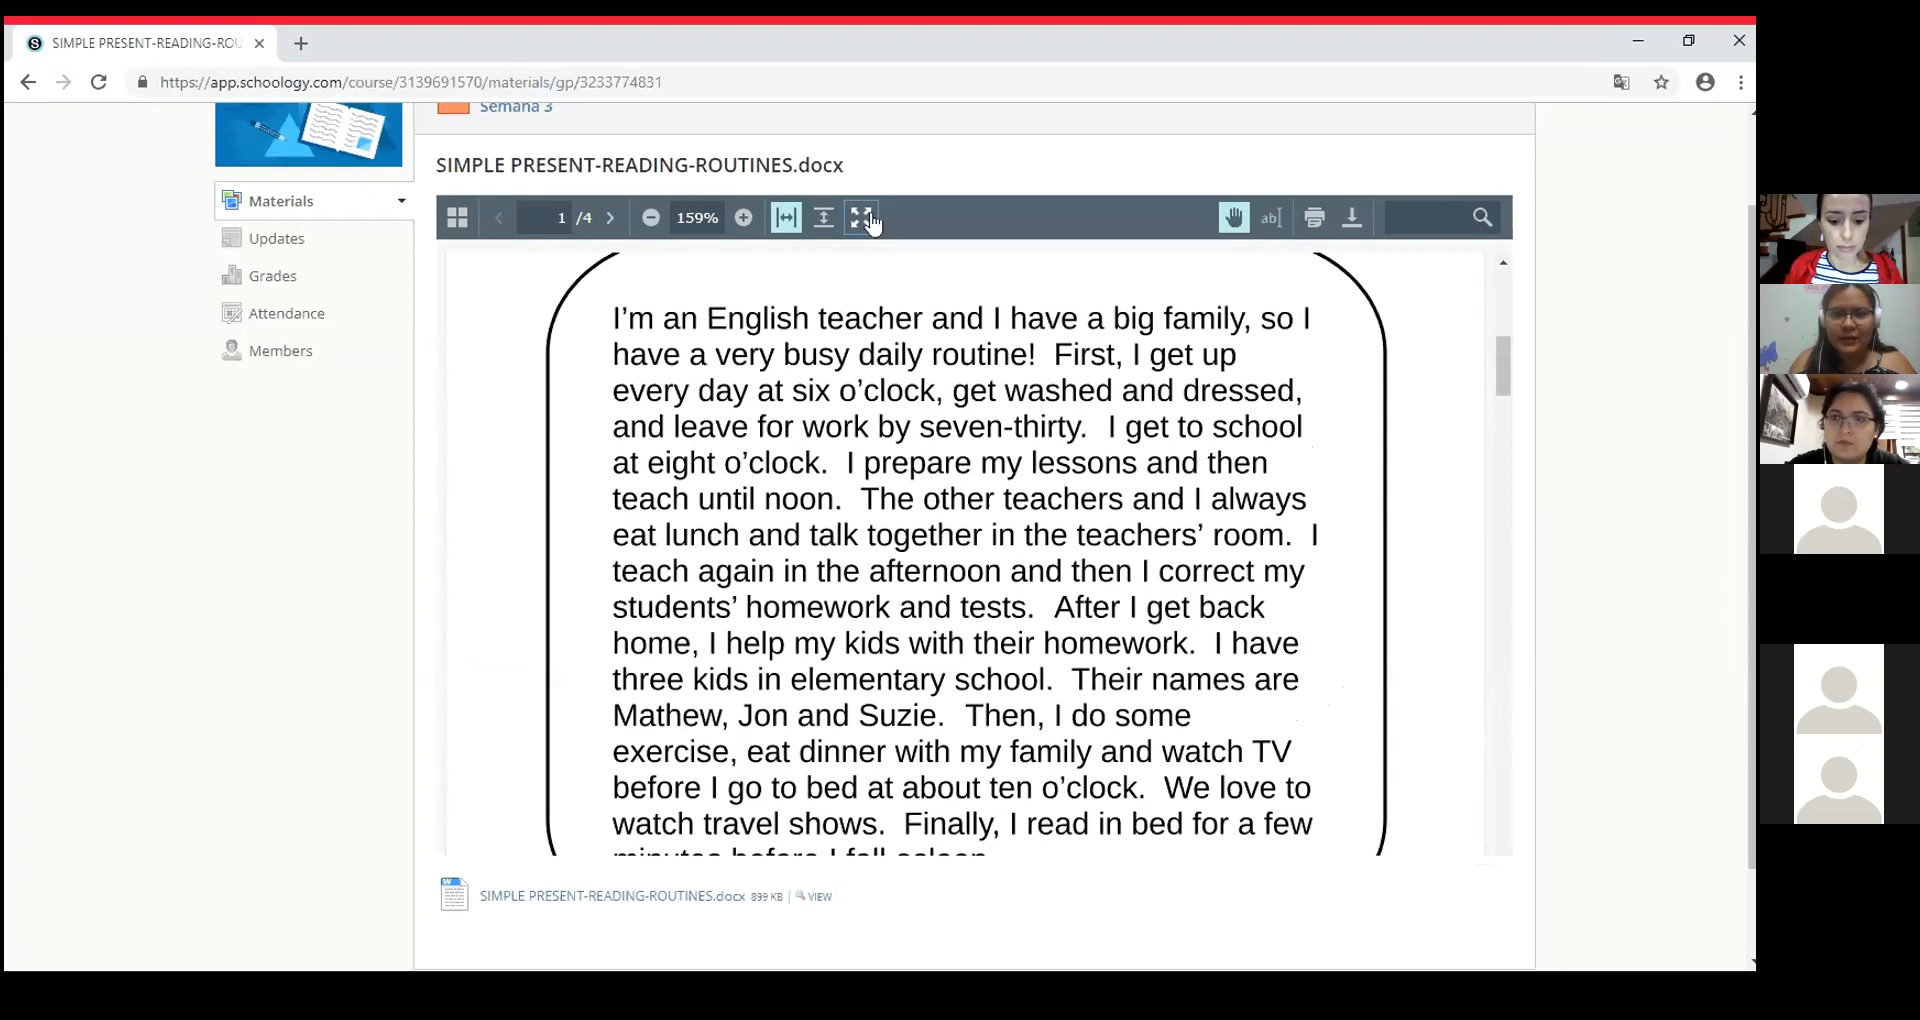 SIMPLE PRESENT-READING-ROU
https://app.schoology.com/course/3139691570/materials/gp/3233774831
Semana 3
SIMPLE PRESENT-READING-ROUTINES.docx
Materials
Updates
Grades
Attendance
Members
1 /4
159%
ab
I’m an English teacher and I have a big family, so I
have a very busy daily routine! First, I get up
every day at six o’clock, get washed and dressed,
and leave for work by seven-thirty. I get to school
at eight o’clock. I prepare my lessons and then
teach until noon. The other teachers and I always
eat lunch and talk together in the teachers’ room. I
teach again in the afternoon and then I correct my
students’ homework and tests. After I get back
home, I help my kids with their homework. I have
three kids in elementary school. Their names are
Mathew, Jon and Suzie. Then, I do some
exercise, eat dinner with my family and watch TV
before I go to bed at about ten o’clock. We love to
watch travel shows. Finally, I read in bed for a few
minutes before I fall asleep
SIMPLE PRESENT-READING-ROUTINES.docx 899 KB VIEW